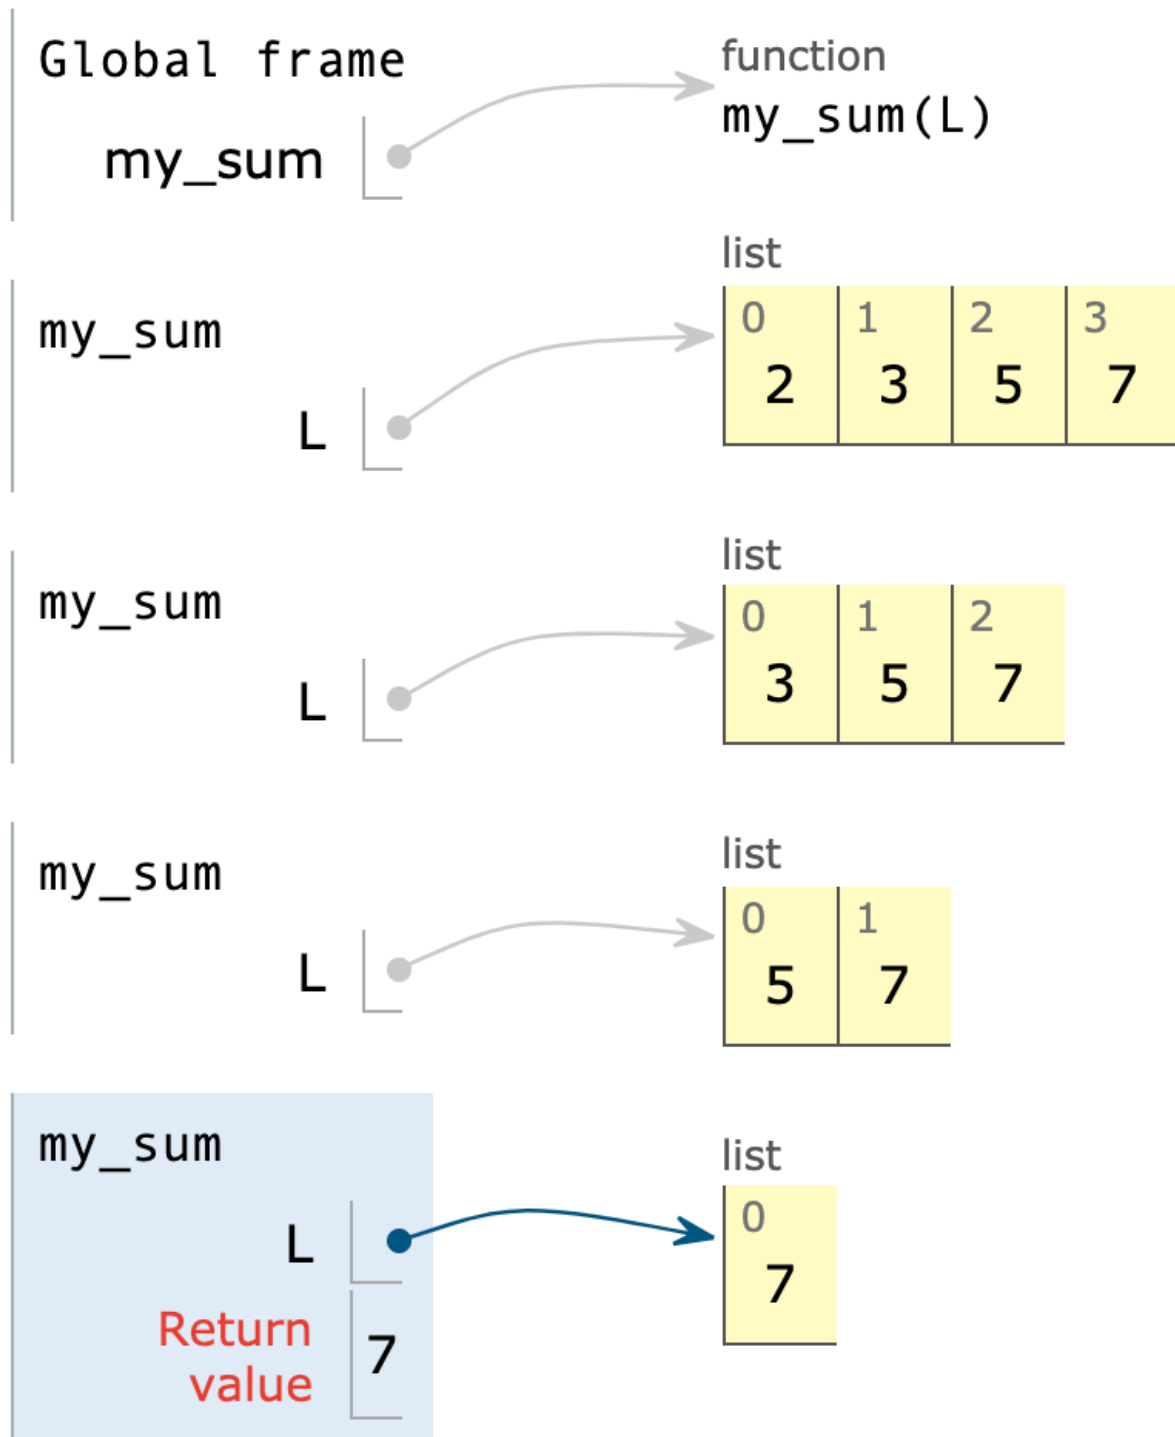 Global frame
function
my_sum
my_sum(L)
list
my_sum
0 1 2 3
2 3 5 7
L
list
my_sum
0 1 2
3 5 7
L
list
my_sum
0 1
5 7
L
my_sum
list
0
L
7
Return
value
7